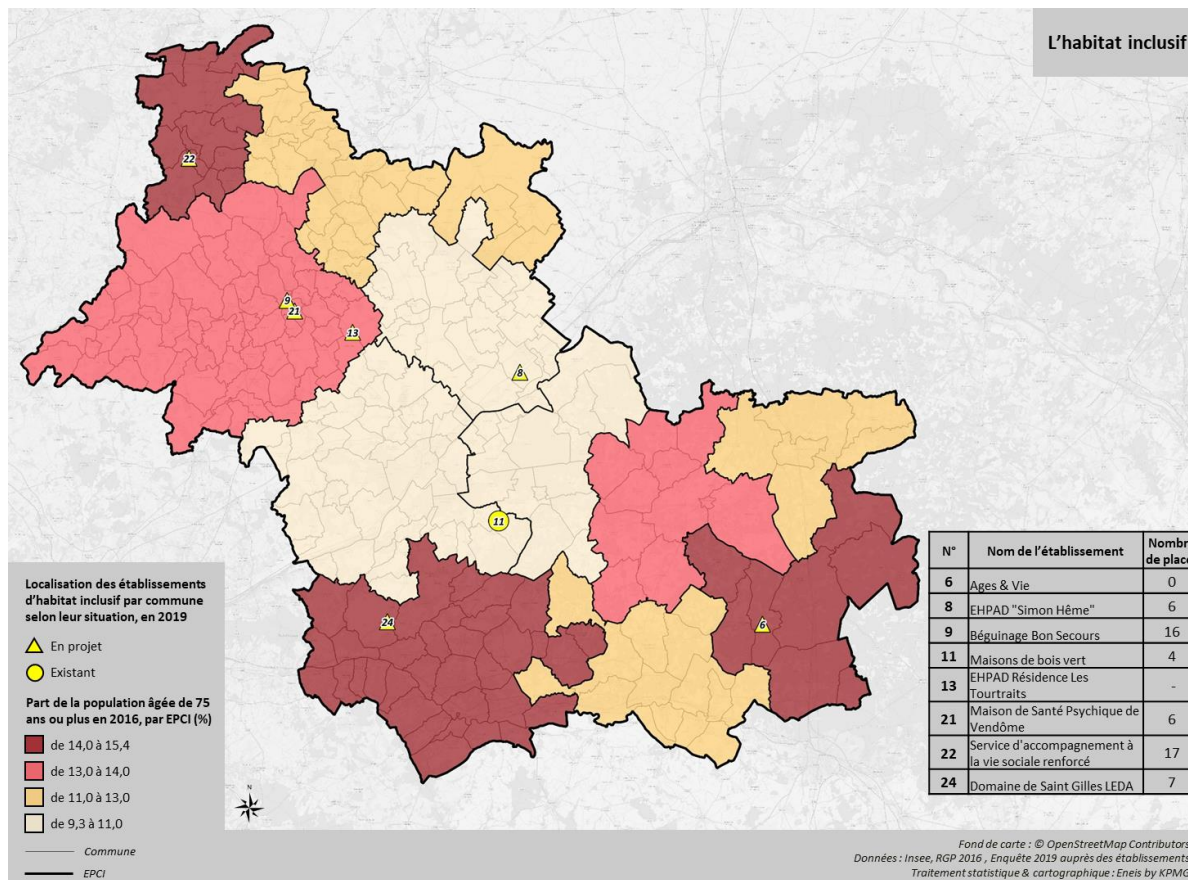 L'habitat inclusif
22
9
21
13
8
11
24
6
Localisation des établissements
d'habitat inclusif par commune
selon leur situation, en 2019
En projet
Existant
Part de la population âgée de 75
ans ou plus en 2016, par EPCI (%)
de 14,0 à 15,4
de 13,0 à 14,0
de 11,0 à 13,0
de 9,3 à 11,0
Commune
EPCI
N
N° Nom de l'établissement Nombr
de place
6 Ages & Vie 0
8 EHPAD "Simon Hême" 6
9 Béguinage Bon Secours 16
11 Maisons de bois vert 4
13 EHPAD Résidence Les
Tourtraits -
21 Maison de Santé Psychique de
Vendôme 6
22 Service d'accompagnement à
la vie sociale renforcé 17
24 Domaine de Saint Gilles LEDA 7
Fond de carte : © OpenStreetMap Contributors
Données : Insee, RGP 2016 , Enquête 2019 auprès des établissements
Traitement statistique & cartographique : Eneis by KPMG